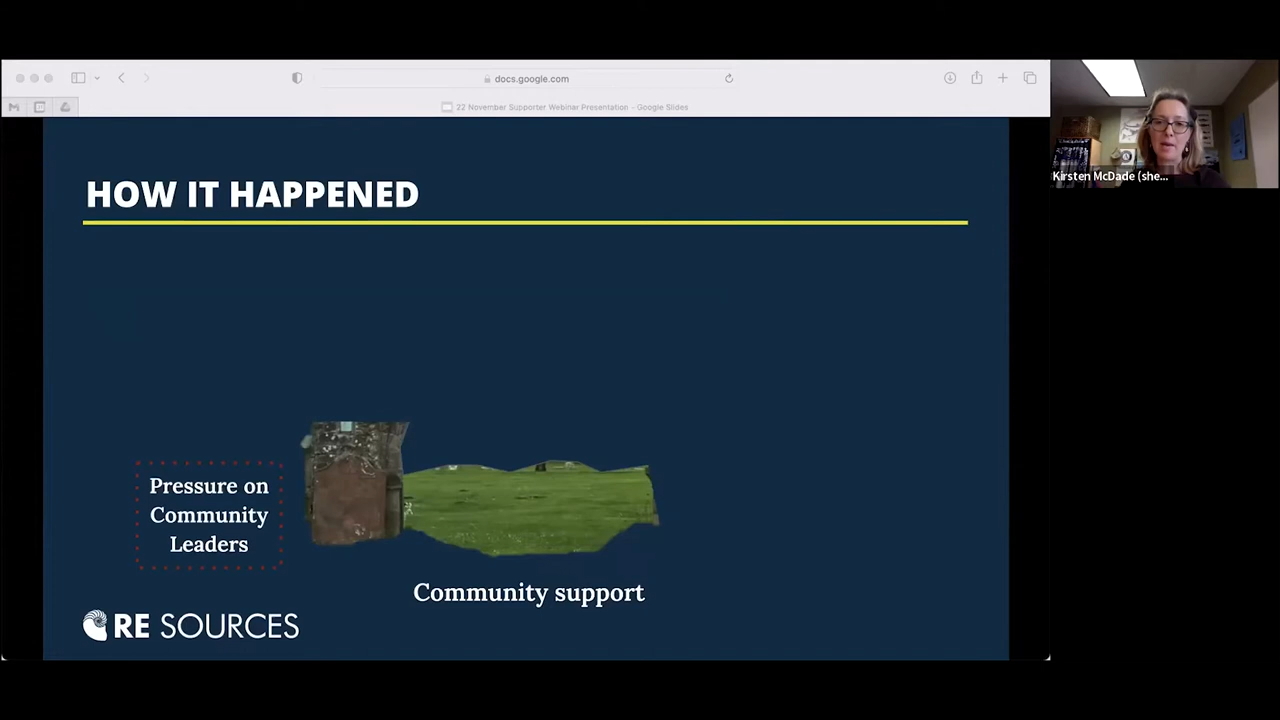 docs.google.com
22 November Supporter Webinar Presentation - Google Slides
Kirsten McDade (she...
HOW IT HAPPENED
Pressure on
Community
Leaders
Community support
RE SOURCES